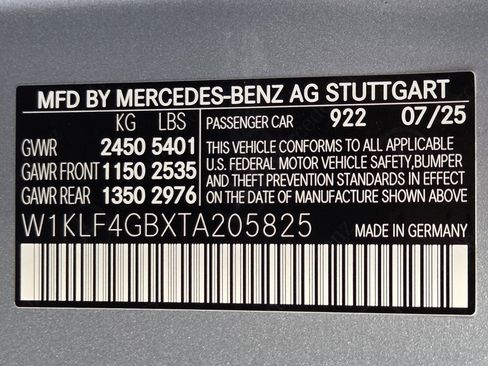 MFD BY MERCEDES-BENZ AG STUTTGART
KG LBS
GVWR 2450 5401
GAWR FRONT 1150 2535
GAWR REAR 1350 2976
PASSENGER CAR 922 07/25
THIS VEHICLE CONFORMS TO ALL APPLICABLE
U.S. FEDERAL MOTOR VEHICLE SAFETY, BUMPER
AND THEFT PREVENTION STANDARDS IN EFFECT
ON THE DATE OF MANUFACTURE SHOWN ABOVE
W1KLF4GBXTA205825
MADE IN GERMANY